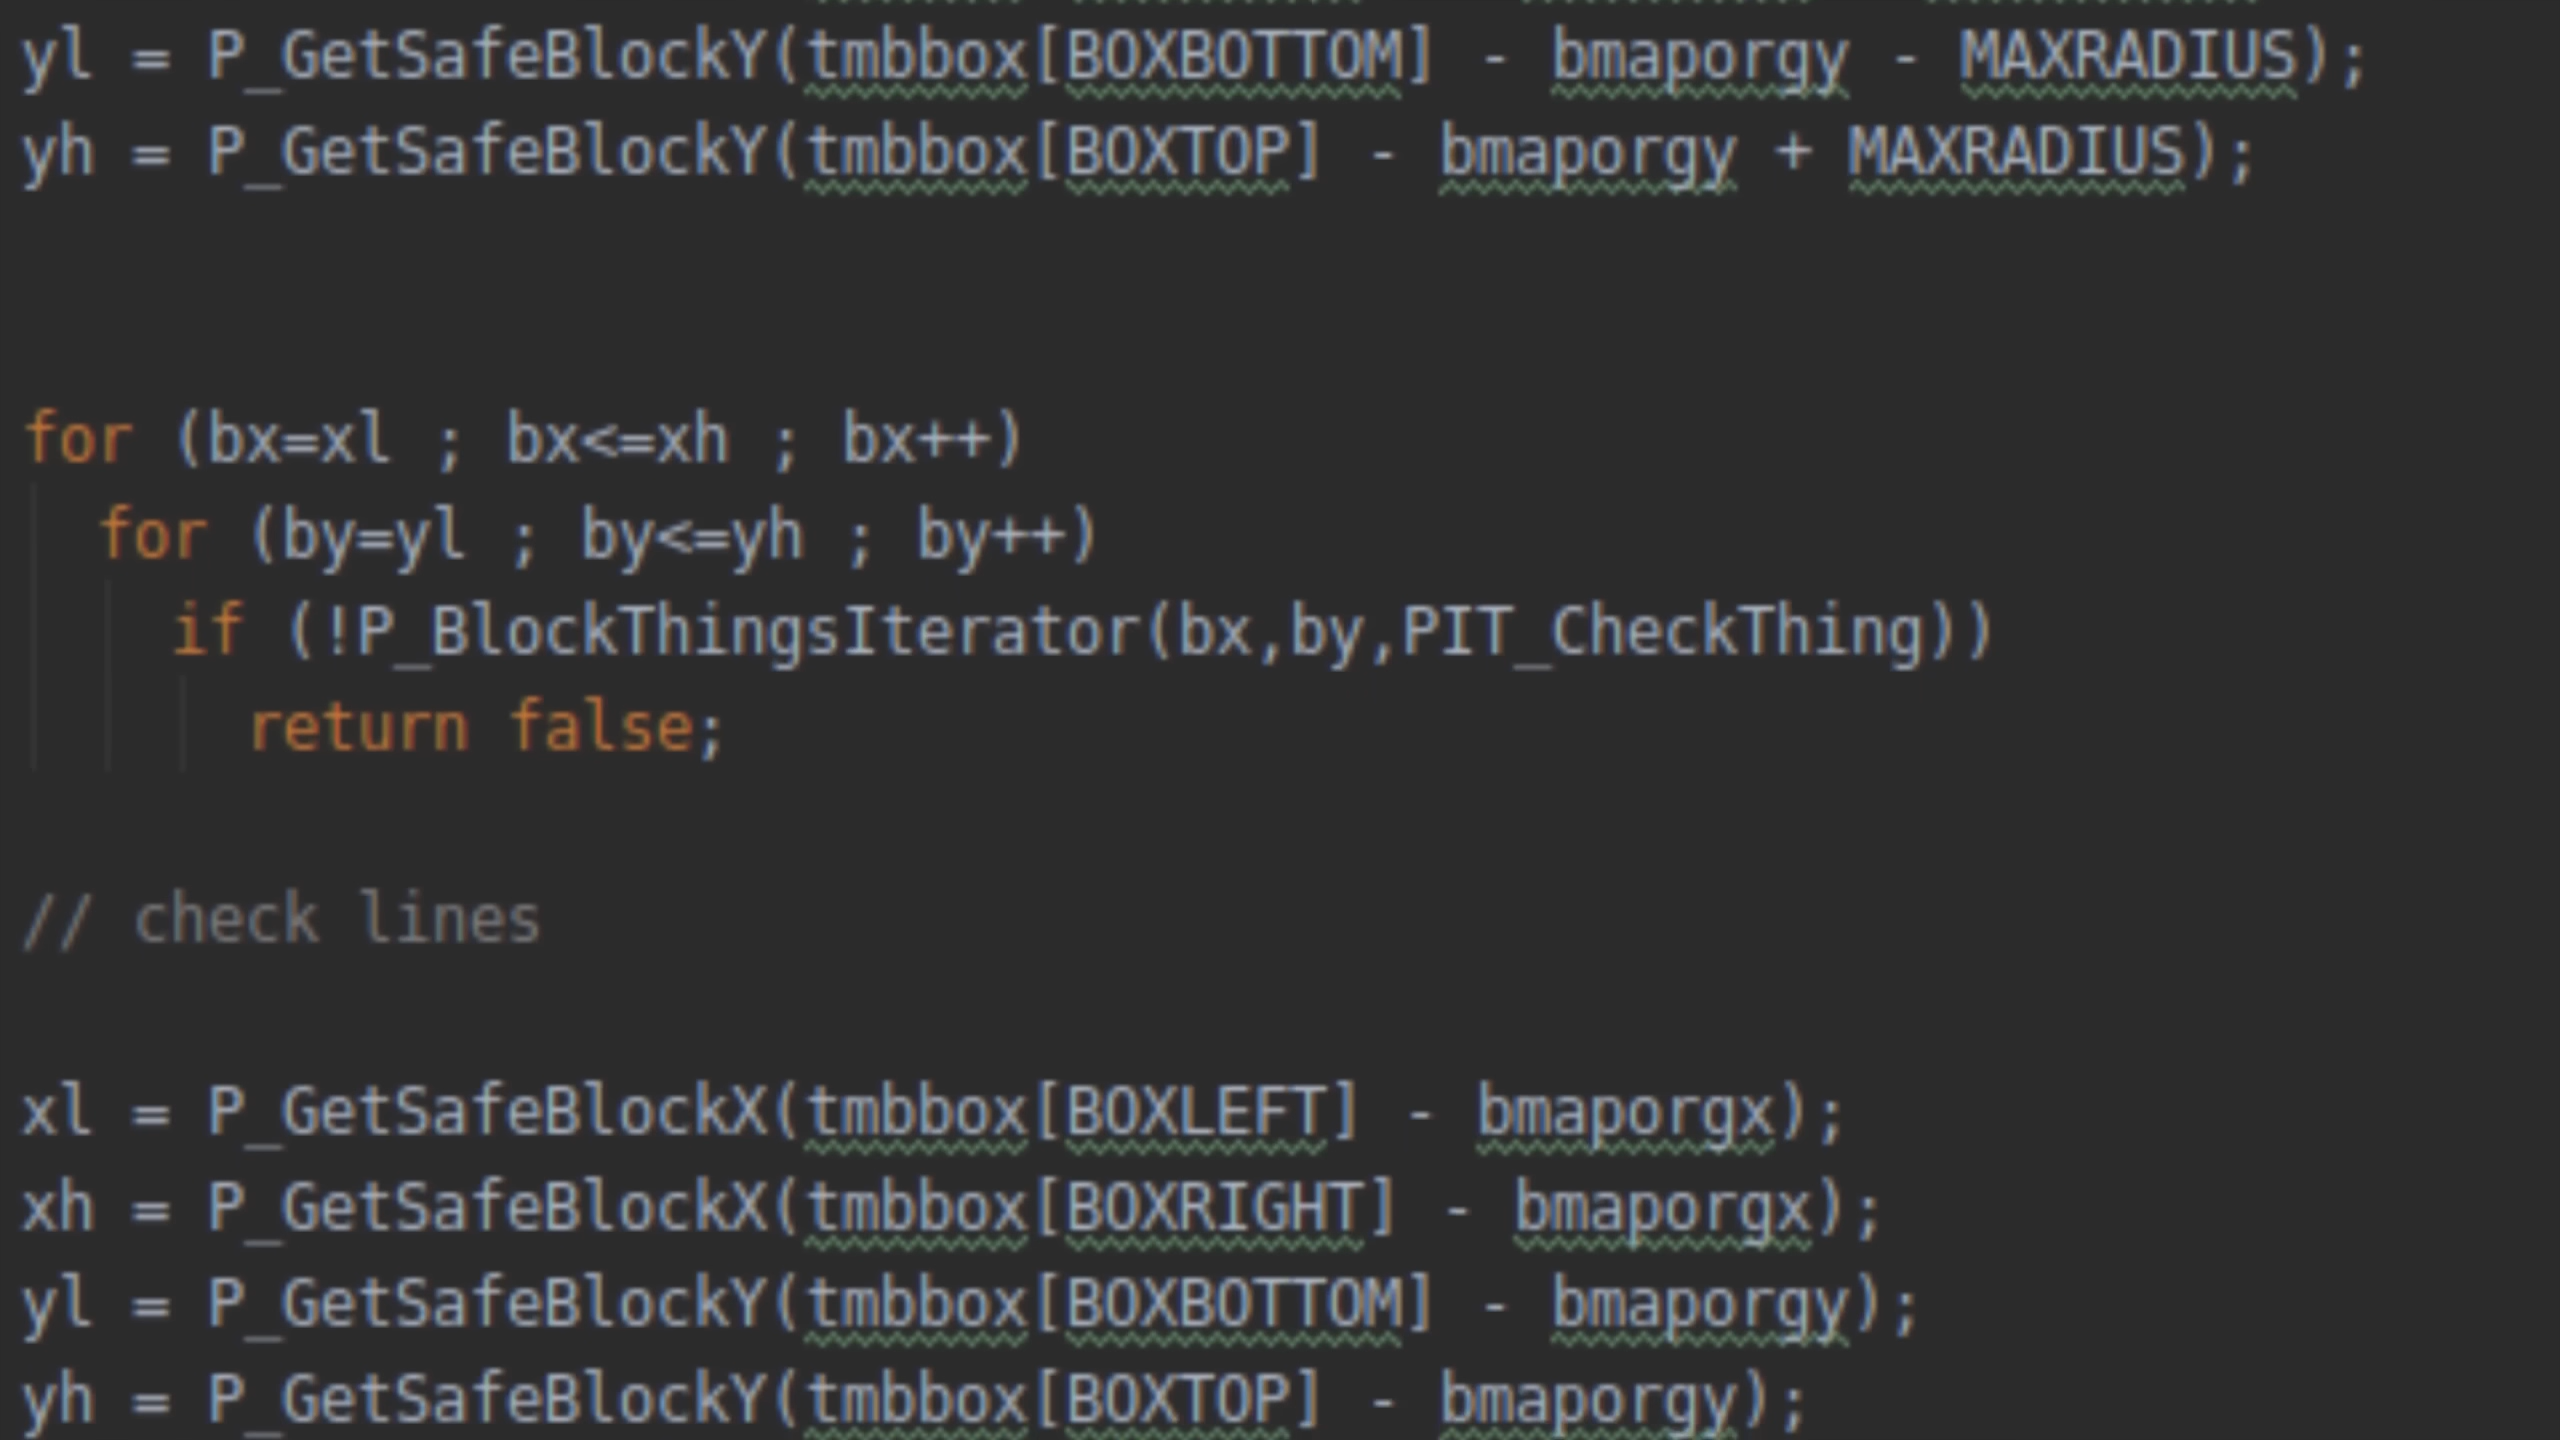 yl = P_GetSafeBlockY(tmbbox[BOXBOTTOM] - bmaporgy - MAXRADIUS);
yh = P_GetSafeBlockY(tmbbox[BOXTOP] - bmaporgy + MAXRADIUS);
for (bx=xl ; bx<=xh ; bx++)
for (by=yl ; by<=yh ; by++)
if (!P_BlockThingsIterator(bx,by,PIT_CheckThing))
return false;
// check lines
xl = P_GetSafeBlockX(tmbbox[BOXLEFT] - bmaporgx);
xh = P_GetSafeBlockX(tmbbox[BOXRIGHT] - bmaporgx);
yl = P_GetSafeBlockY(tmbbox[BOXBOTTOM] - bmaporgy);
yh = P_GetSafeBlockY(tmbbox[BOXTOP] - bmaporgy);